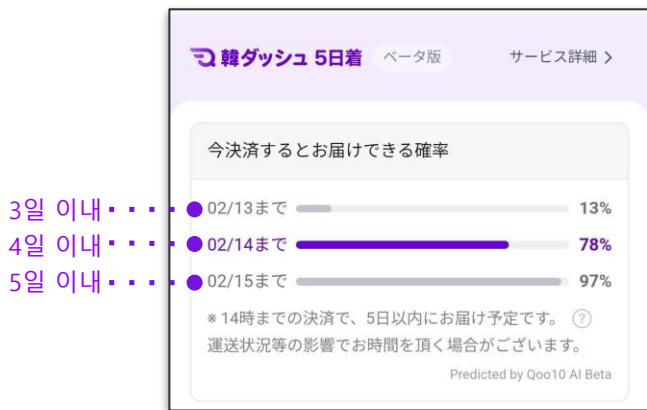 韓ダッシュ 5日着 ベータ版 サービス詳細 >
今決済するとお届けできる確率
3일 이내 02/13まで 13%
4일 이내 02/14まで 78%
5일 이내 02/15まで 97%
※ 14時までの決済で、5日以内にお届け予定です。 ?
運送状況等の影響でお時間を頂く場合がございます。
Predicted by Qoo10 AI Beta